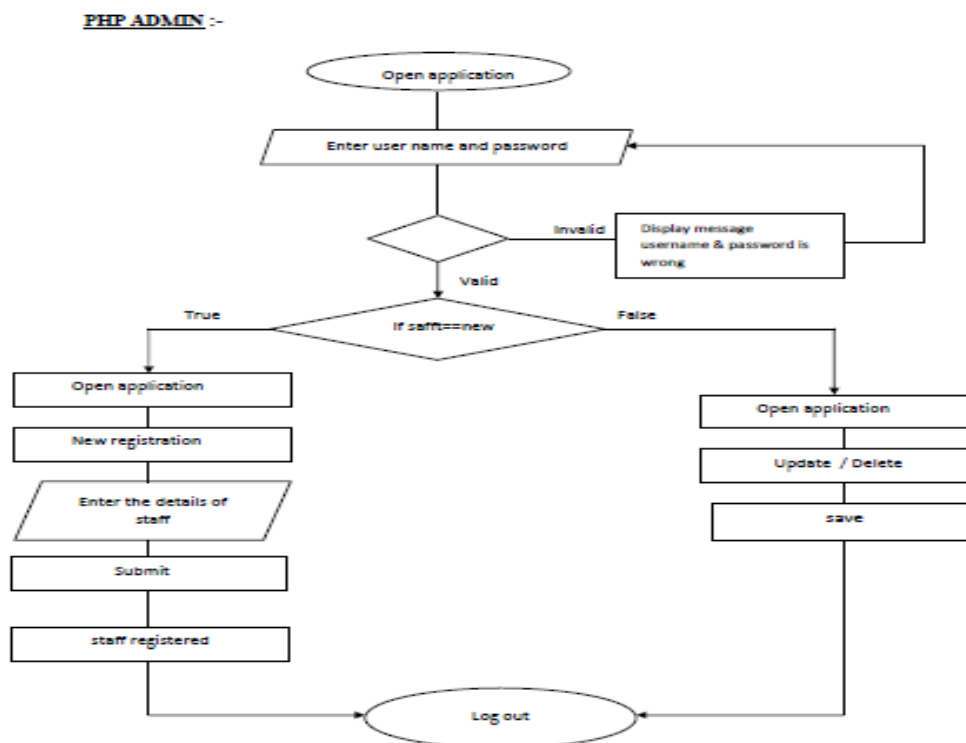 PHP ADMIN :-
Open application
Enter user name and password
Invalid
Display message
username & password is
wrong
Valid
True
If safft==new
False
Open application
New registration
Enter the details of
staff
Submit
staff registered
Open application
Update / Delete
save
Log out